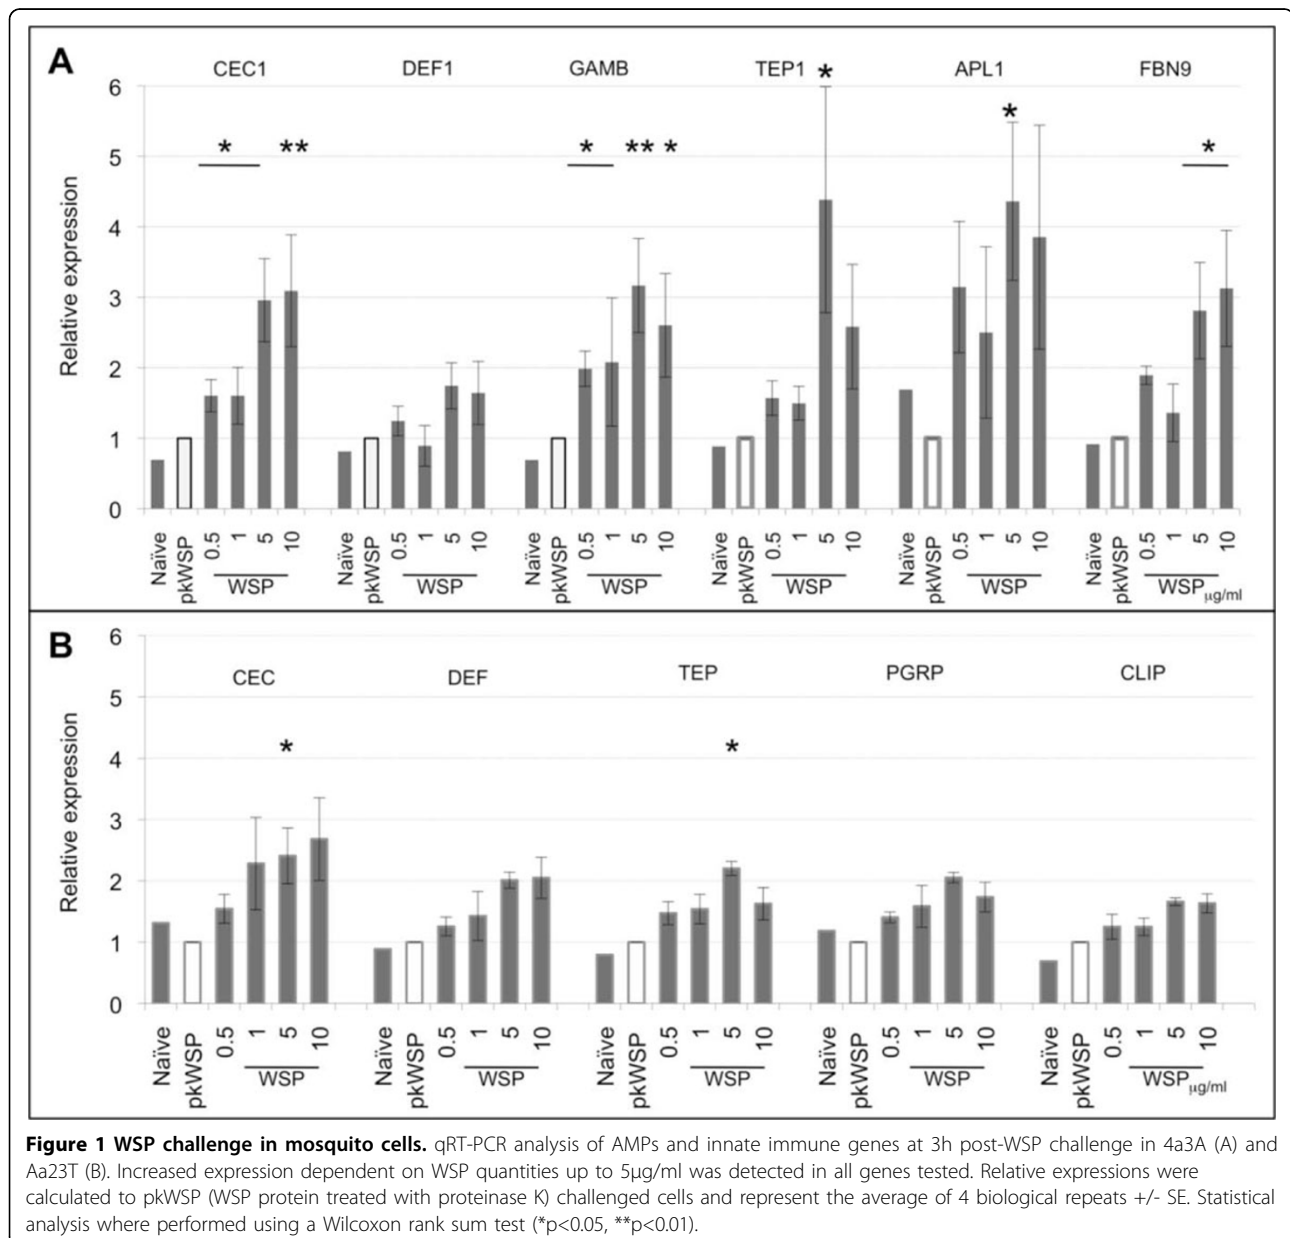 A
CEC1 DEF1 GAMB TEP1 * APL1 FBN9
6
*
5
* ** * ** * *
4
3
2
1
0
Relative expression
Naïve pkWSP 0.5 1 5 10 Naïve pkWSP 0.5 1 5 10 Naïve pkWSP 0.5 1 5 10 Naïve pkWSP 0.5 1 5 10 Naïve pkWSP 0.5 1 5 10 Naïve pkWSP 0.5 1 5 10
WSP WSP WSP WSP WSP WSP µg/ml
B
6
CEC DEF TEP PGRP CLIP
5
* *
4
3
2
1
0
Relative expression
Naïve pkWSP 0.5 1 5 10 Naïve pkWSP 0.5 1 5 10 Naïve pkWSP 0.5 1 5 10 Naïve pkWSP 0.5 1 5 10 Naïve pkWSP 0.5 1 5 10
WSP WSP WSP WSP WSP µg/ml
Figure 1 WSP challenge in mosquito cells. qRT-PCR analysis of AMPs and innate immune genes at 3h post-WSP challenge in 4a3A (A) and
Aa23T (B). Increased expression dependent on WSP quantities up to 5µg/ml was detected in all genes tested. Relative expressions were
calculated to pkWSP (WSP protein treated with proteinase K) challenged cells and represent the average of 4 biological repeats +/- SE. Statistical
analysis where performed using a Wilcoxon rank sum test (*p<0.05, **p<0.01).